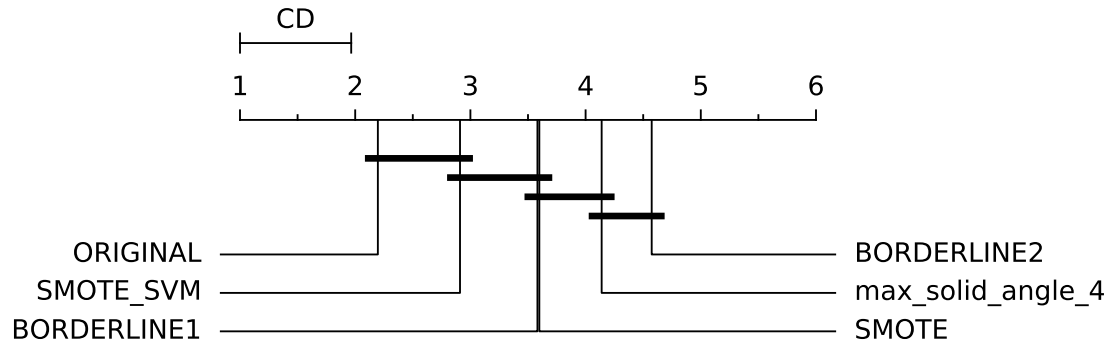 CD
1 2 3 4 5 6
ORIGINAL BORDERLINE2
SMOTE_SVM max_solid_angle_4
BORDERLINE1 SMOTE